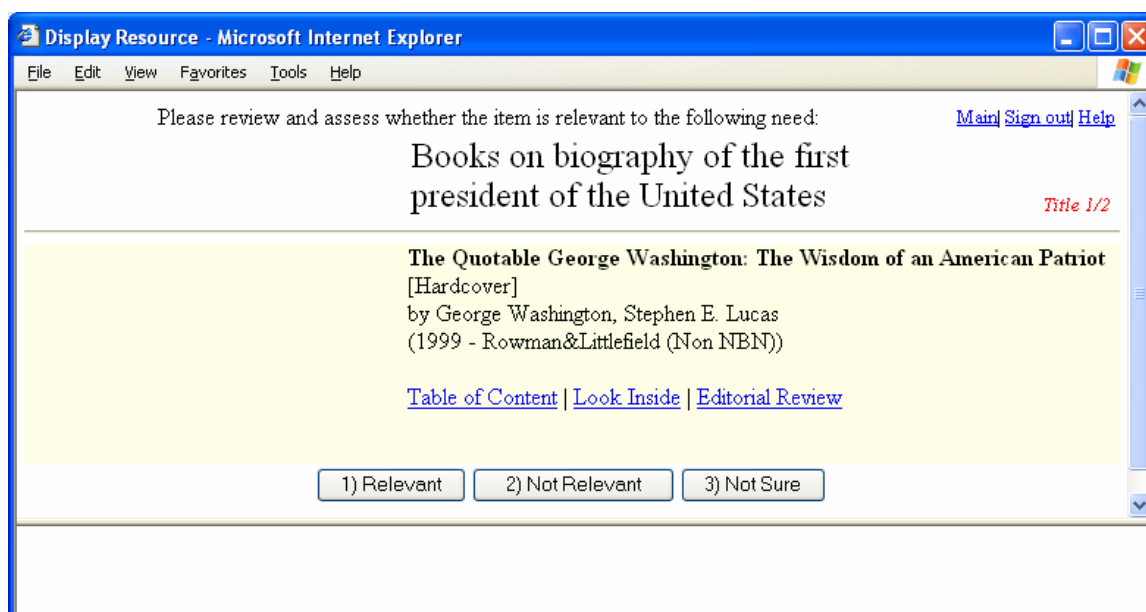 Display Resource - Microsoft Internet Explorer
File Edit View Favorites Tools Help
Please review and assess whether the item is relevant to the following need:
Main| Sign out| Help
Books on biography of the first
president of the United States
Title 1/2
The Quotable George Washington: The Wisdom of an American Patriot
[Hardcover]
by George Washington, Stephen E. Lucas
(1999 - Rowman&Littlefield (Non NBN))
Table of Content | Look Inside | Editorial Review
1) Relevant 2) Not Relevant 3) Not Sure